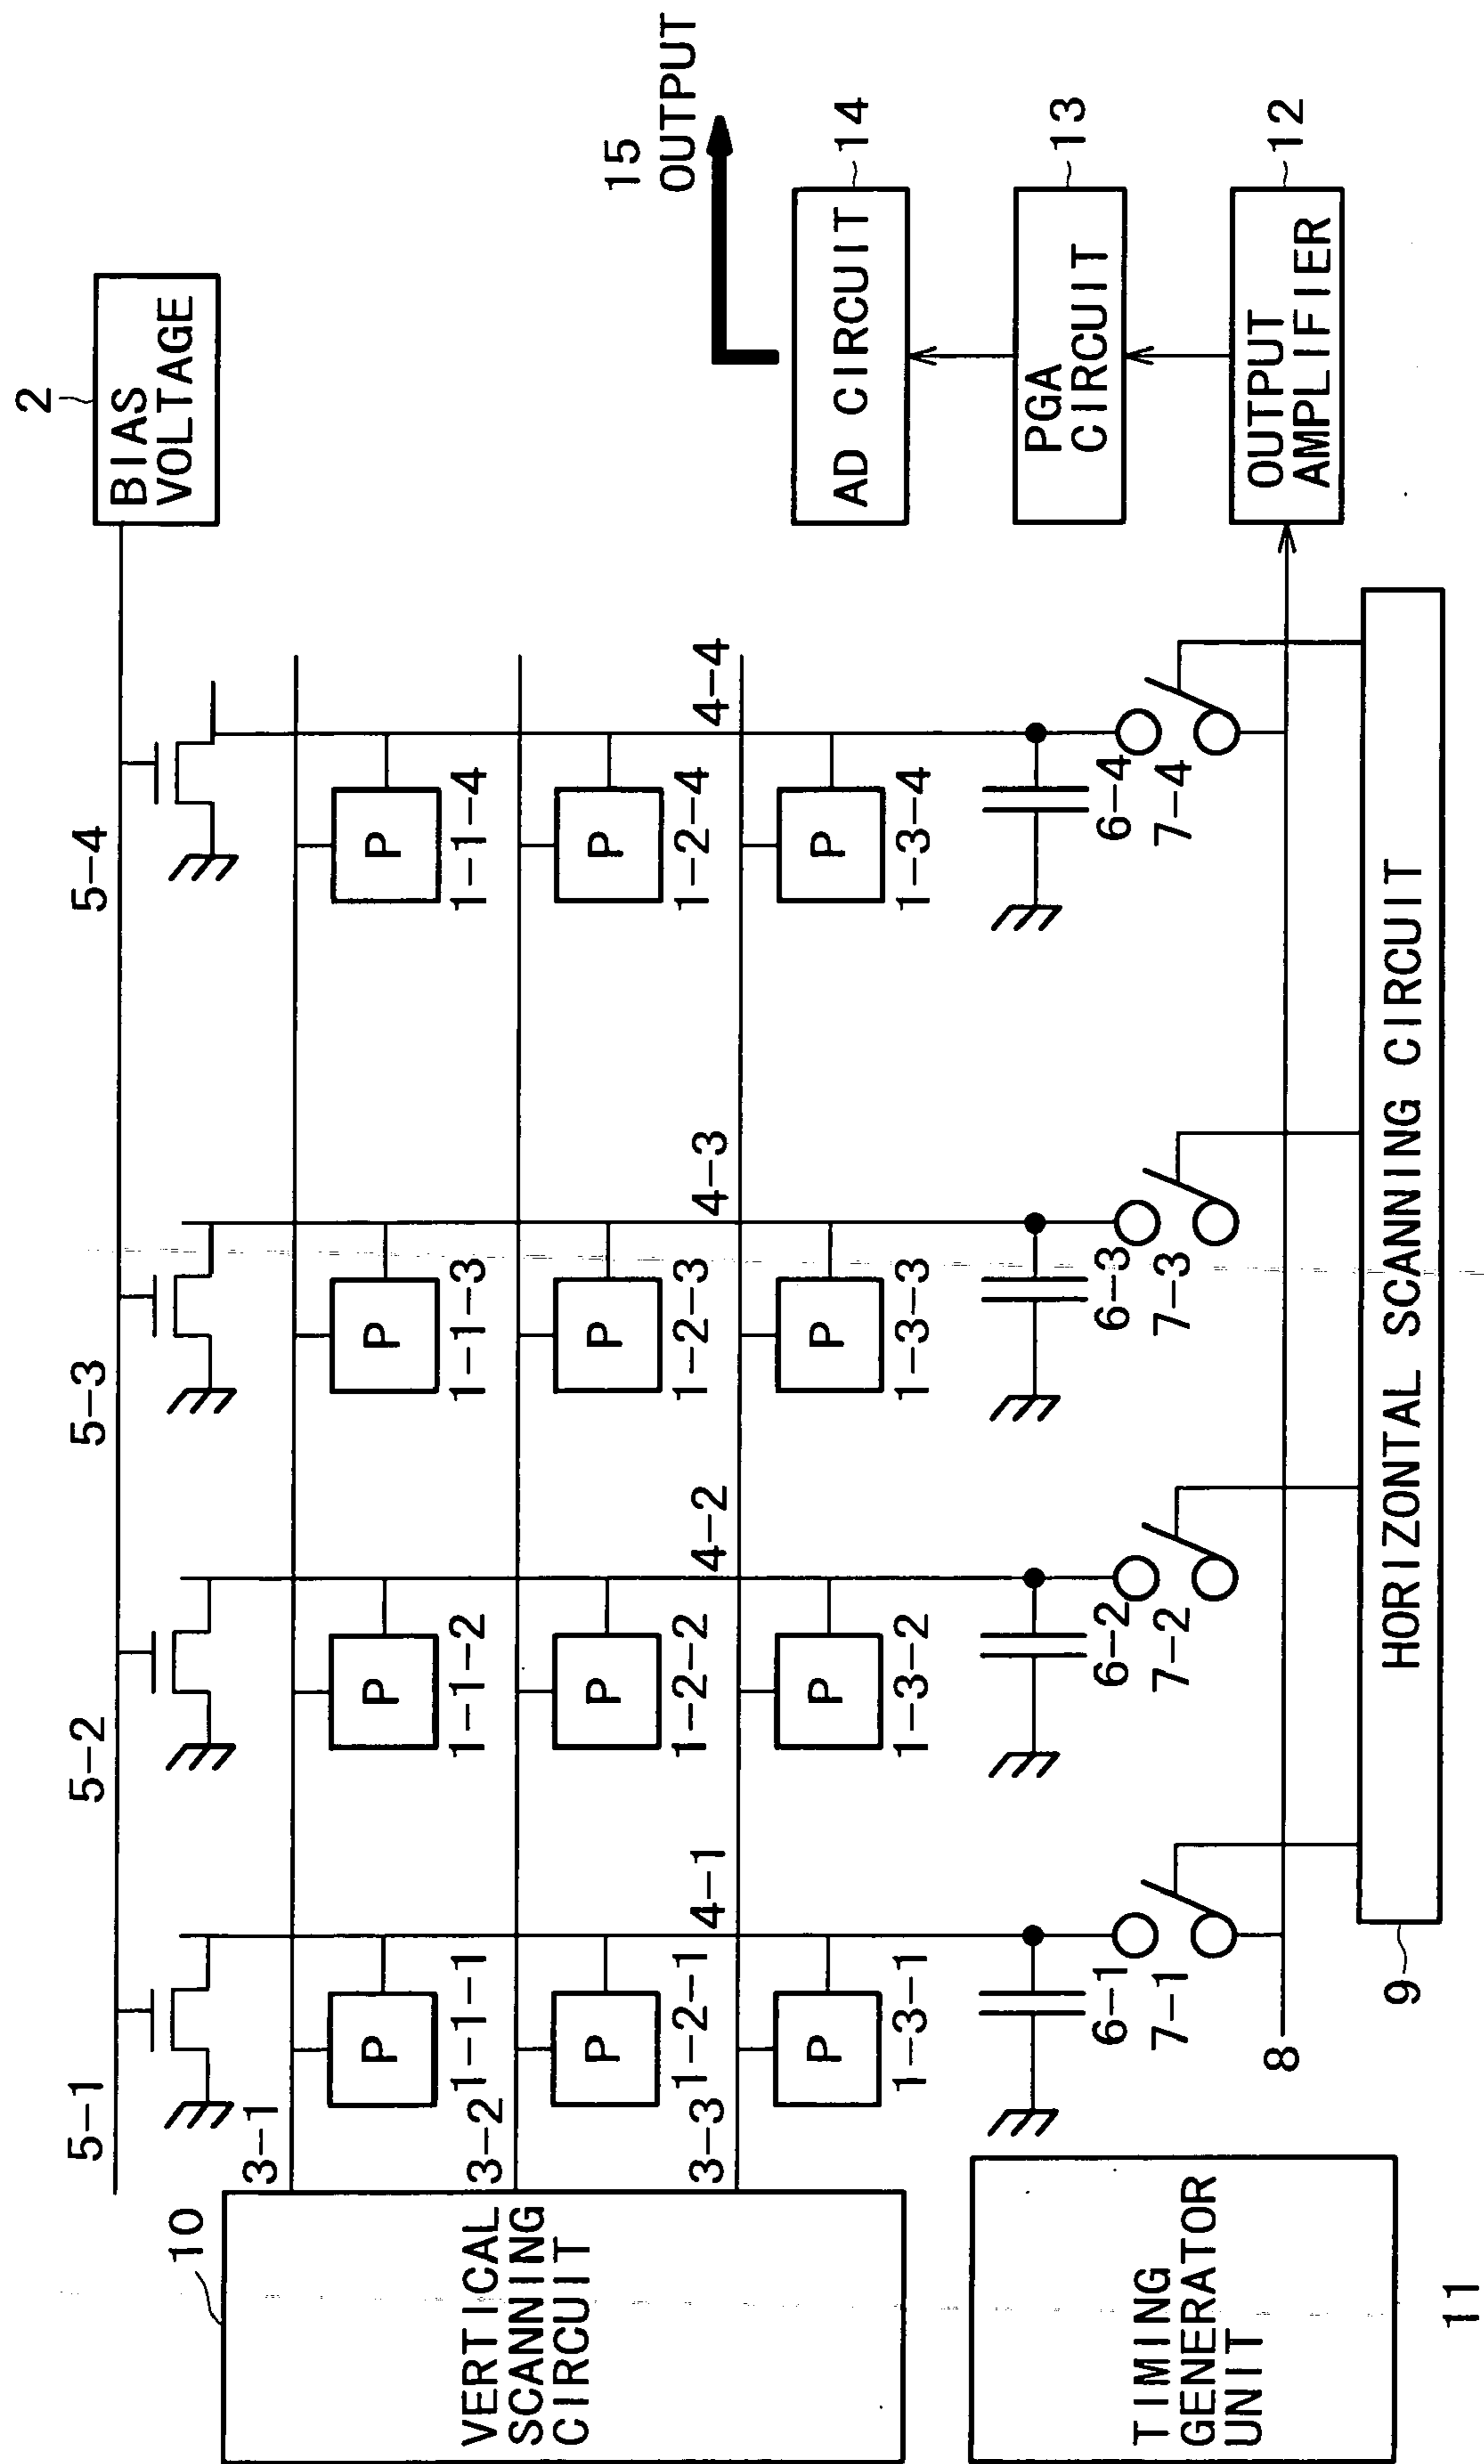 2
BIAS
VOLTAGE
5-1
5-2
5-3
5-4
10
VERTICAL
SCANNING
CIRCUIT
3-1
3-2
3-3
P
P
P
P
1-1-1
1-1-2
1-1-3
1-1-4
P
P
P
P
1-2-1
1-2-2
1-2-3
1-2-4
4-1
4-2
4-3
4-4
P
P
P
P
1-3-1
1-3-2
1-3-3
1-3-4
6-1
6-2
6-3
6-4
7-1
7-2
7-3
7-4
15
OUTPUT
AD CIRCUIT
14
PGA
CIRCUIT
13
OUTPUT
AMPLIFIER
12
8
TIMING
GENERATOR
UNIT
11
9
HORIZONTAL SCANNING CIRCUIT